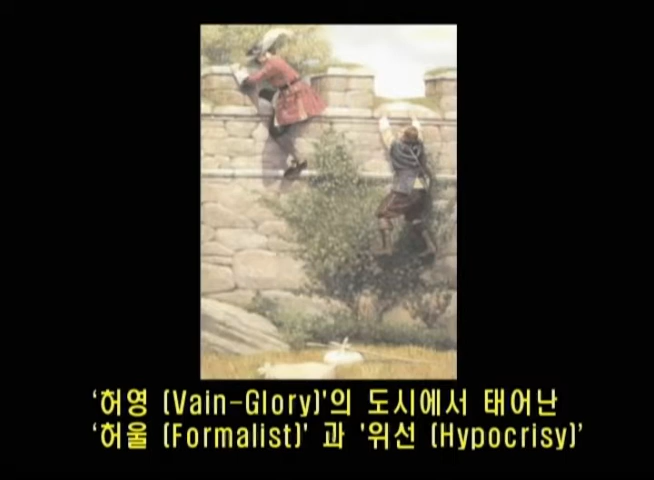 ‘허영 (Vain-Glory)'의 도시에서 태어난
‘허울 (Formalist)' 과 '위선 (Hypocrisy)’